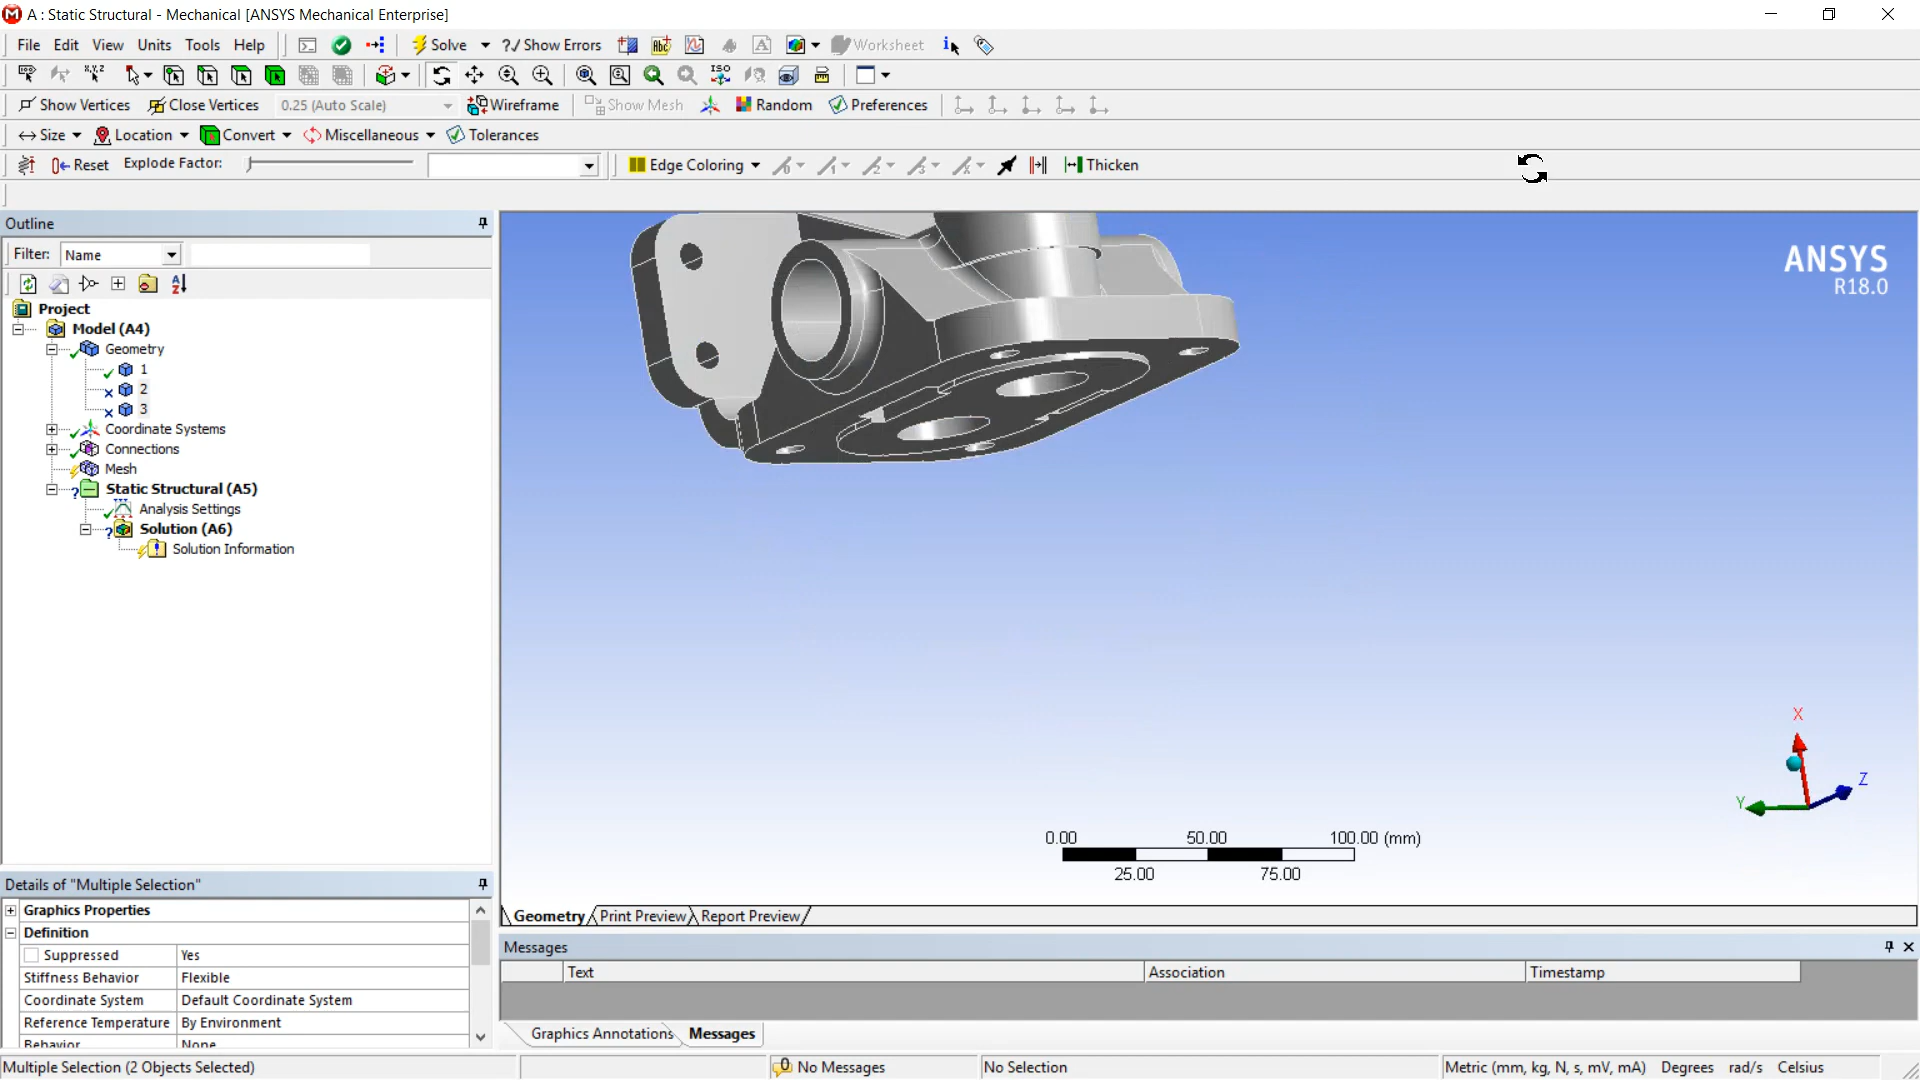 A : Static Structural - Mechanical [ANSYS Mechanical Enterprise]
File Edit View Units Tools Help Solve ?/ Show Errors Worksheet
Show Vertices Close Vertices 0.25 (Auto Scale) Wireframe Show Mesh Random Preferences
Size Location Convert Miscellaneous Tolerances
Reset Explode Factor: Edge Coloring Thicken
Outline
Filter: Name
Project
Model (A4)
Geometry
1
2
3
Coordinate Systems
Connections
Mesh
Static Structural (A5)
Analysis Settings
Solution (A6)
Solution Information
ANSYS
R18.0
X
Y
Z
0.00 50.00 100.00 (mm)
25.00 75.00
Geometry Print Preview Report Preview
Details of "Multiple Selection"
Graphics Properties
Definition
Suppressed Yes
Stiffness Behavior Flexible
Coordinate System Default Coordinate System
Reference Temperature By Environment
Behavior None
Messages
Text Association Timestamp
Graphics Annotations Messages
Multiple Selection (2 Objects Selected) 0 No Messages No Selection Metric (mm, kg, N, s, mV, mA) Degrees rad/s Celsius